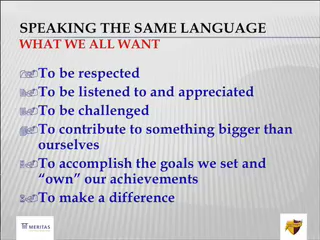 SPEAKING THE SAME LANGUAGE
WHAT WE ALL WANT
To be respected
To be listened to and appreciated
To be challenged
To contribute to something bigger than
ourselves
To accomplish the goals we set and
“own” our achievements
To make a difference
MERITAS